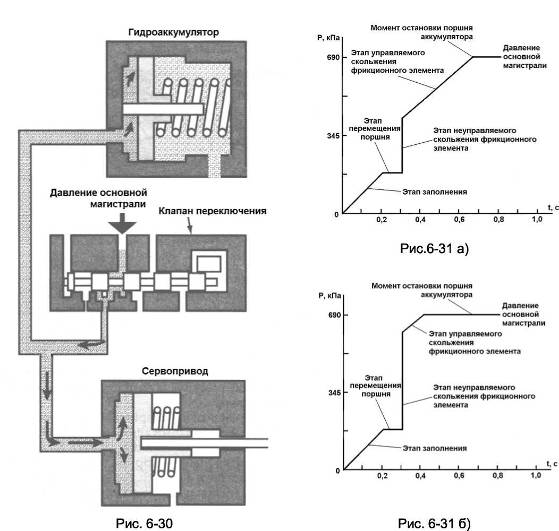 Гидроаккумулятор
Давление основной
магистрали
Клапан переключения
Сервопривод
Рис. 6-30
P, кПа
Момент остановки поршня
аккумулятора
690
Этап управляемого
скольжения
фрикционного элемента
Давление
основной
магистрали
345
Этап
перемещения
поршня
Этап неуправляемого
скольжения фрикционного
элемента
Этап заполнения
0
0,2
0,4
0,6
0,8
1,0
t, с
Рис.6-31 а)
P, кПа
Момент остановки поршня
аккумулятора
690
Давление
основной
магистрали
Этап управляемого
скольжения
фрикционного элемента
Этап
перемещения
поршня
345
Этап неуправляемого
скольжения фрикционного
элемента
Этап заполнения
0
0,2
0,4
0,6
0,8
1,0
t, с
Рис. 6-31 б)